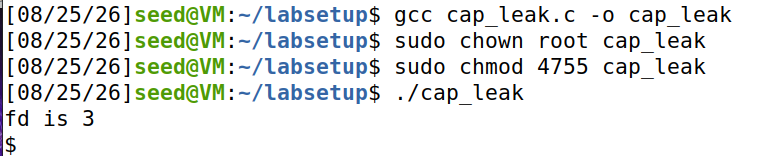 [08/25/26]seed@VM:~/labsetup$ gcc cap_leak.c -o cap_leak
[08/25/26]seed@VM:~/labsetup$ sudo chown root cap_leak
[08/25/26]seed@VM:~/labsetup$ sudo chmod 4755 cap_leak
[08/25/26]seed@VM:~/labsetup$ ./cap_leak
fd is 3
$